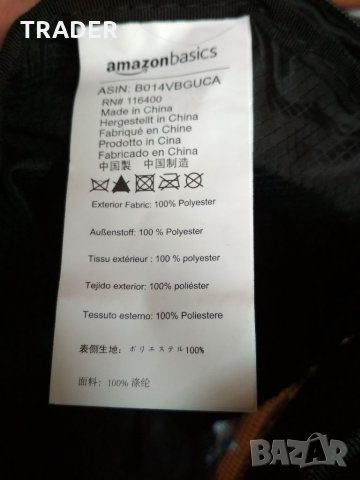 TRADER
amazonbasics
ASIN: B014VBGUCA
RN# 116400
Made in China
Hergestellt in China
Fabriqué en Chine
Prodotto in Cina
Fabricado en China
中国製 中国制造
Exterior Fabric: 100% Polyester
Außenstoff: 100 % Polyester
Tissu extérieur : 100 % polyester
Tejido exterior: 100 % poliéster
Tessuto esterno: 100 % Poliestere
表側生地: ポリエステル100%
面料: 100% 涤纶
BAZAR